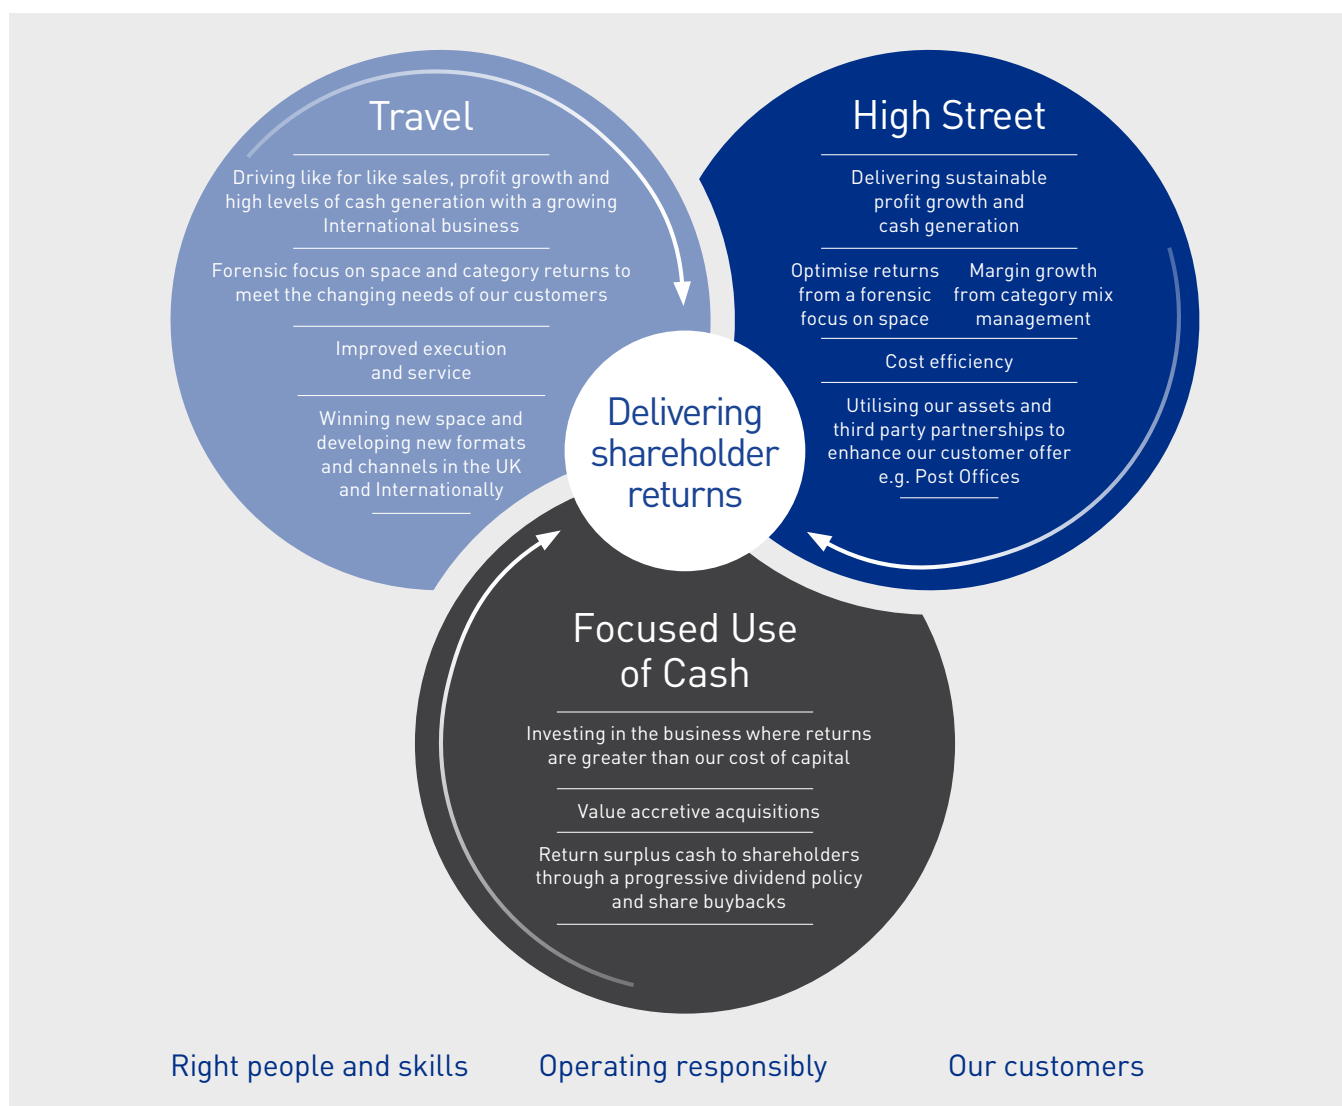 Travel
Driving like for like sales, profit growth and
high levels of cash generation with a growing
International business
Forensic focus on space and category returns to
meet the changing needs of our customers
Improved execution
and service
Winning new space and
developing new formats
and channels in the UK
and Internationally
High Street
Delivering sustainable
profit growth and
cash generation
Optimise returns
from a forensic
focus on space
Margin growth
from category mix
management
Cost efficiency
Utilising our assets and
third party partnerships to
enhance our customer offer
e.g. Post Offices
Delivering
shareholder
returns
Focused Use
of Cash
Investing in the business where returns
are greater than our cost of capital
Value accretive acquisitions
Return surplus cash to shareholders
through a progressive dividend policy
and share buybacks
Right people and skills
Operating responsibly
Our customers